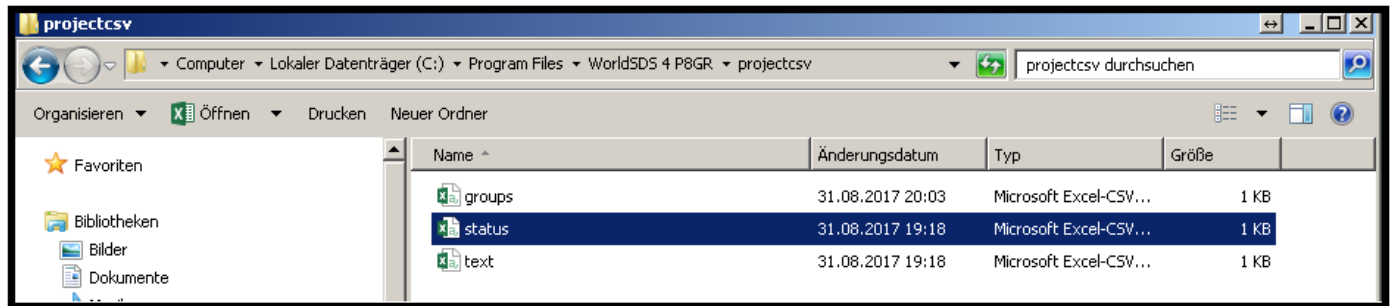 projectcsv
Computer Lokaler Datenträger (C:) Program Files WorldSDS 4 P8GR projectcsv projectcsv durchsuchen
Organisieren Öffnen Drucken Neuer Ordner
Favoriten
Bibliotheken
Bilder
Dokumente
Name Änderungsdatum Typ Größe
groups 31.08.2017 20:03 Microsoft Excel-CSV... 1 KB
status 31.08.2017 19:18 Microsoft Excel-CSV... 1 KB
text 31.08.2017 19:18 Microsoft Excel-CSV... 1 KB